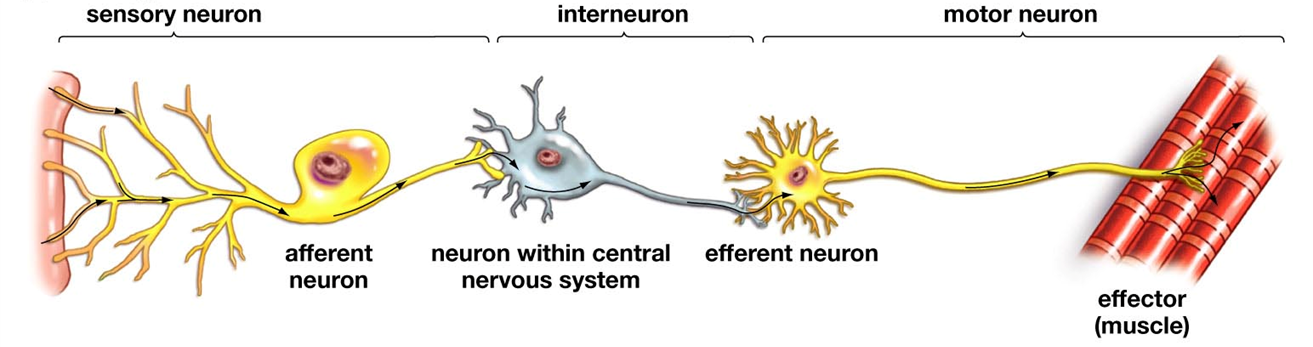 sensory neuron
interneuron
motor neuron
afferent
neuron
neuron within central
nervous system
efferent neuron
effector
(muscle)